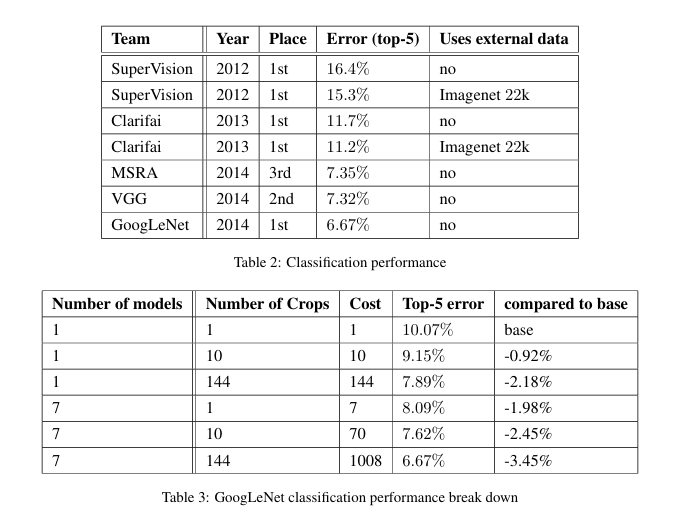 Team Year Place Error (top-5) Uses external data
SuperVision 2012 1st 16.4% no
SuperVision 2012 1st 15.3% Imagenet 22k
Clarifai 2013 1st 11.7% no
Clarifai 2013 1st 11.2% Imagenet 22k
MSRA 2014 3rd 7.35% no
VGG 2014 2nd 7.32% no
GoogLeNet 2014 1st 6.67% no
Table 2: Classification performance
Number of models Number of Crops Cost Top-5 error compared to base
1 1 1 10.07% base
1 10 10 9.15% -0.92%
1 144 144 7.89% -2.18%
7 1 7 8.09% -1.98%
7 10 70 7.62% -2.45%
7 144 1008 6.67% -3.45%
Table 3: GoogLeNet classification performance break down